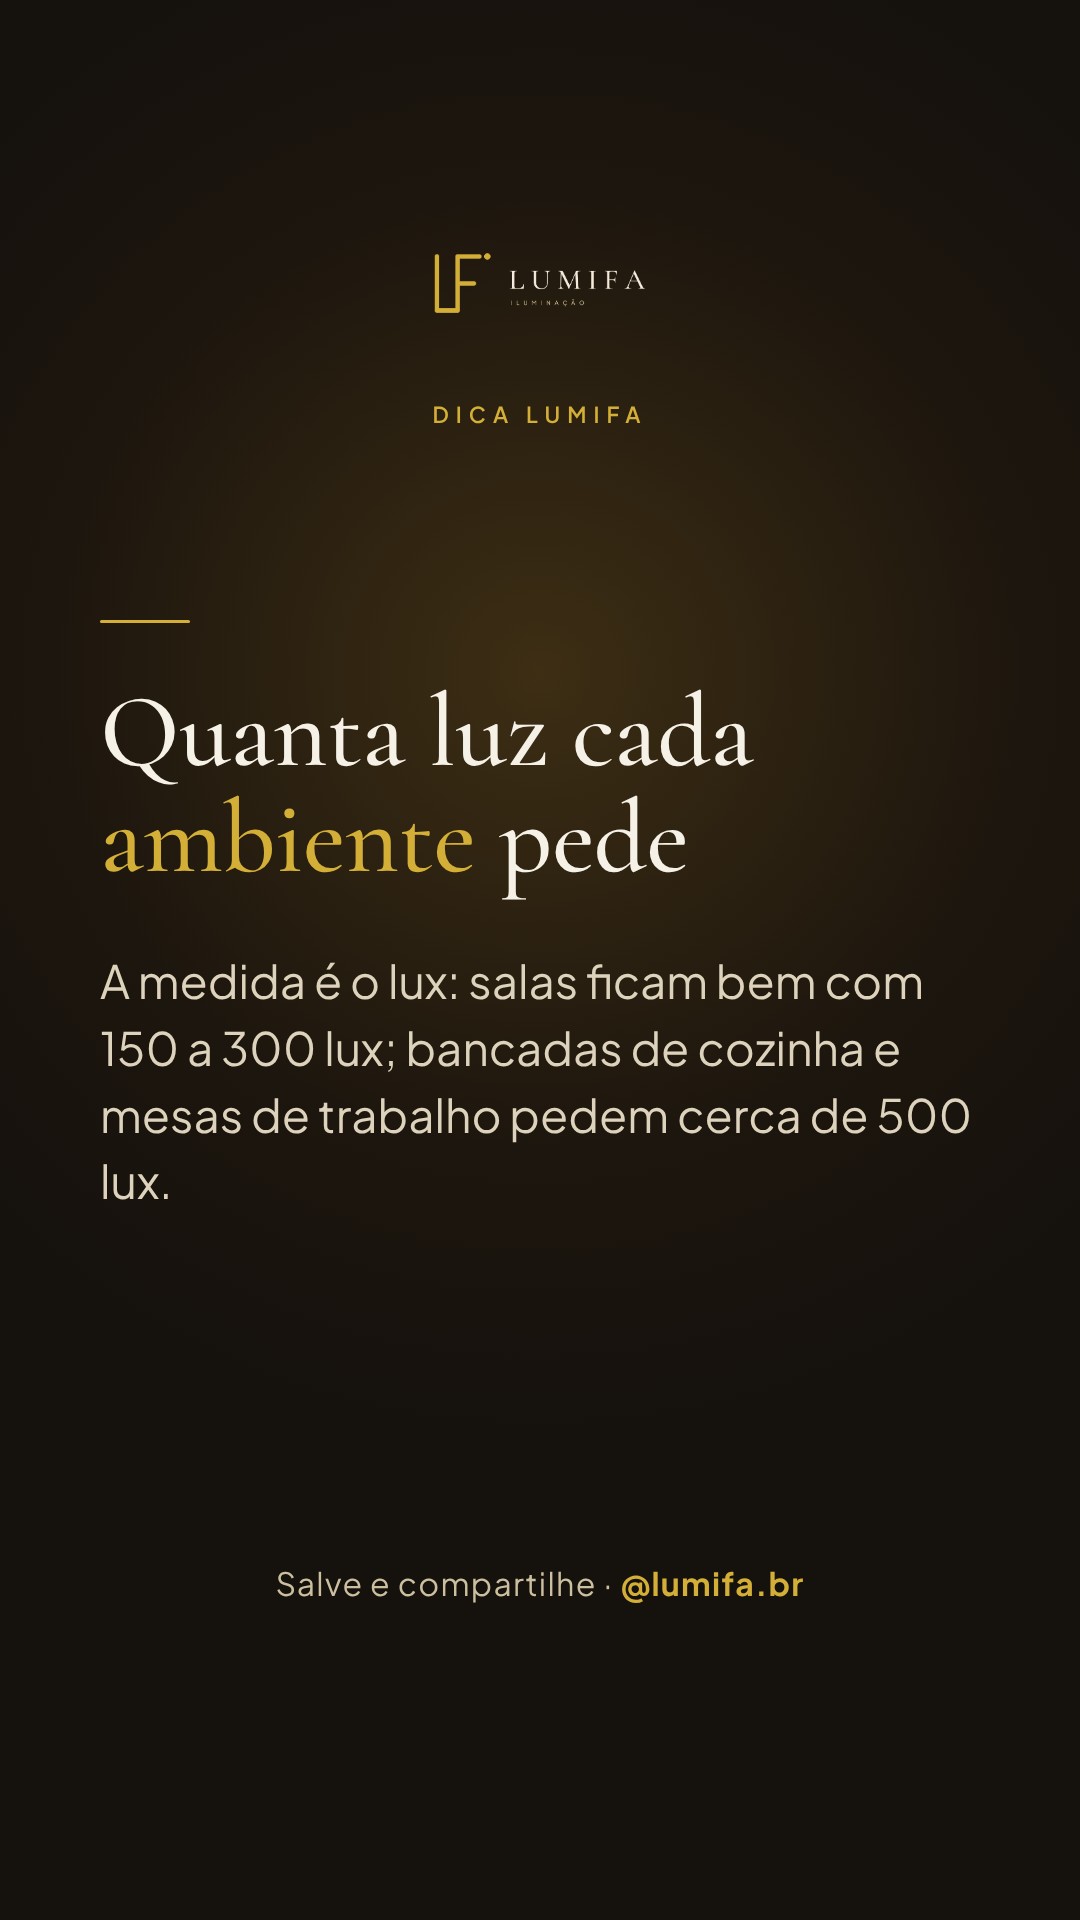 LF
LUMIFA
ILUMINAÇÃO
DICA LUMIFA
Quanta luz cada
ambiente pede
A medida é o lux: salas ficam bem com
150 a 300 lux; bancadas de cozinha e
mesas de trabalho pedem cerca de 500
lux.
Salve e compartilhe · @lumifa.br